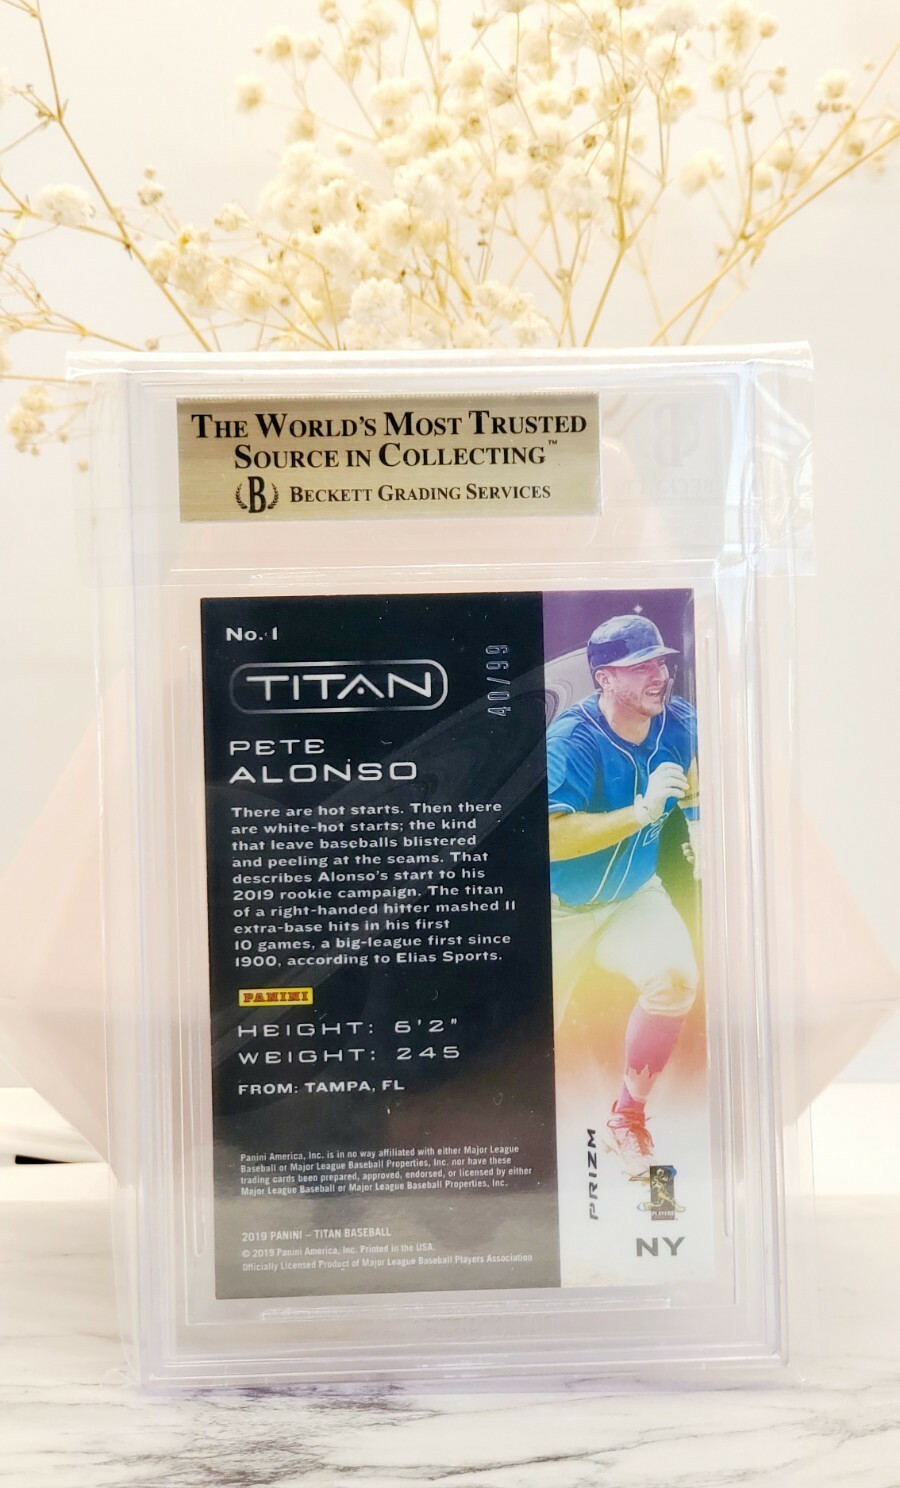 THE WORLD'S MOST TRUSTED
SOURCE IN COLLECTING™
B BECKETT GRADING SERVICES
No. 1
TITAN
40/99
PETE
ALONSO
There are hot starts. Then there
are white-hot starts; the kind
that leave baseballs blistered
and peeling at the seams. That
describes Alonso's start to his
2019 rookie campaign. The titan
of a right-handed hitter mashed 11
extra-base hits in his first
10 games, a big-league first since
1900, according to Elias Sports.
PANINI
HEIGHT: 6'2"
WEIGHT: 245
FROM: TAMPA, FL
Panini America, Inc. is in no way affiliated with either Major League
Baseball or Major League Baseball Properties, Inc. nor have these
trading cards been prepared, approved, endorsed, or licensed by either
Major League Baseball or Major League Baseball Properties, Inc.
2019 PANINI – TITAN BASEBALL
© 2019 Panini America, Inc. Printed in the USA.
Officially Licensed Product of Major League Baseball Players Association
PRIZM
PLAYERS
NY